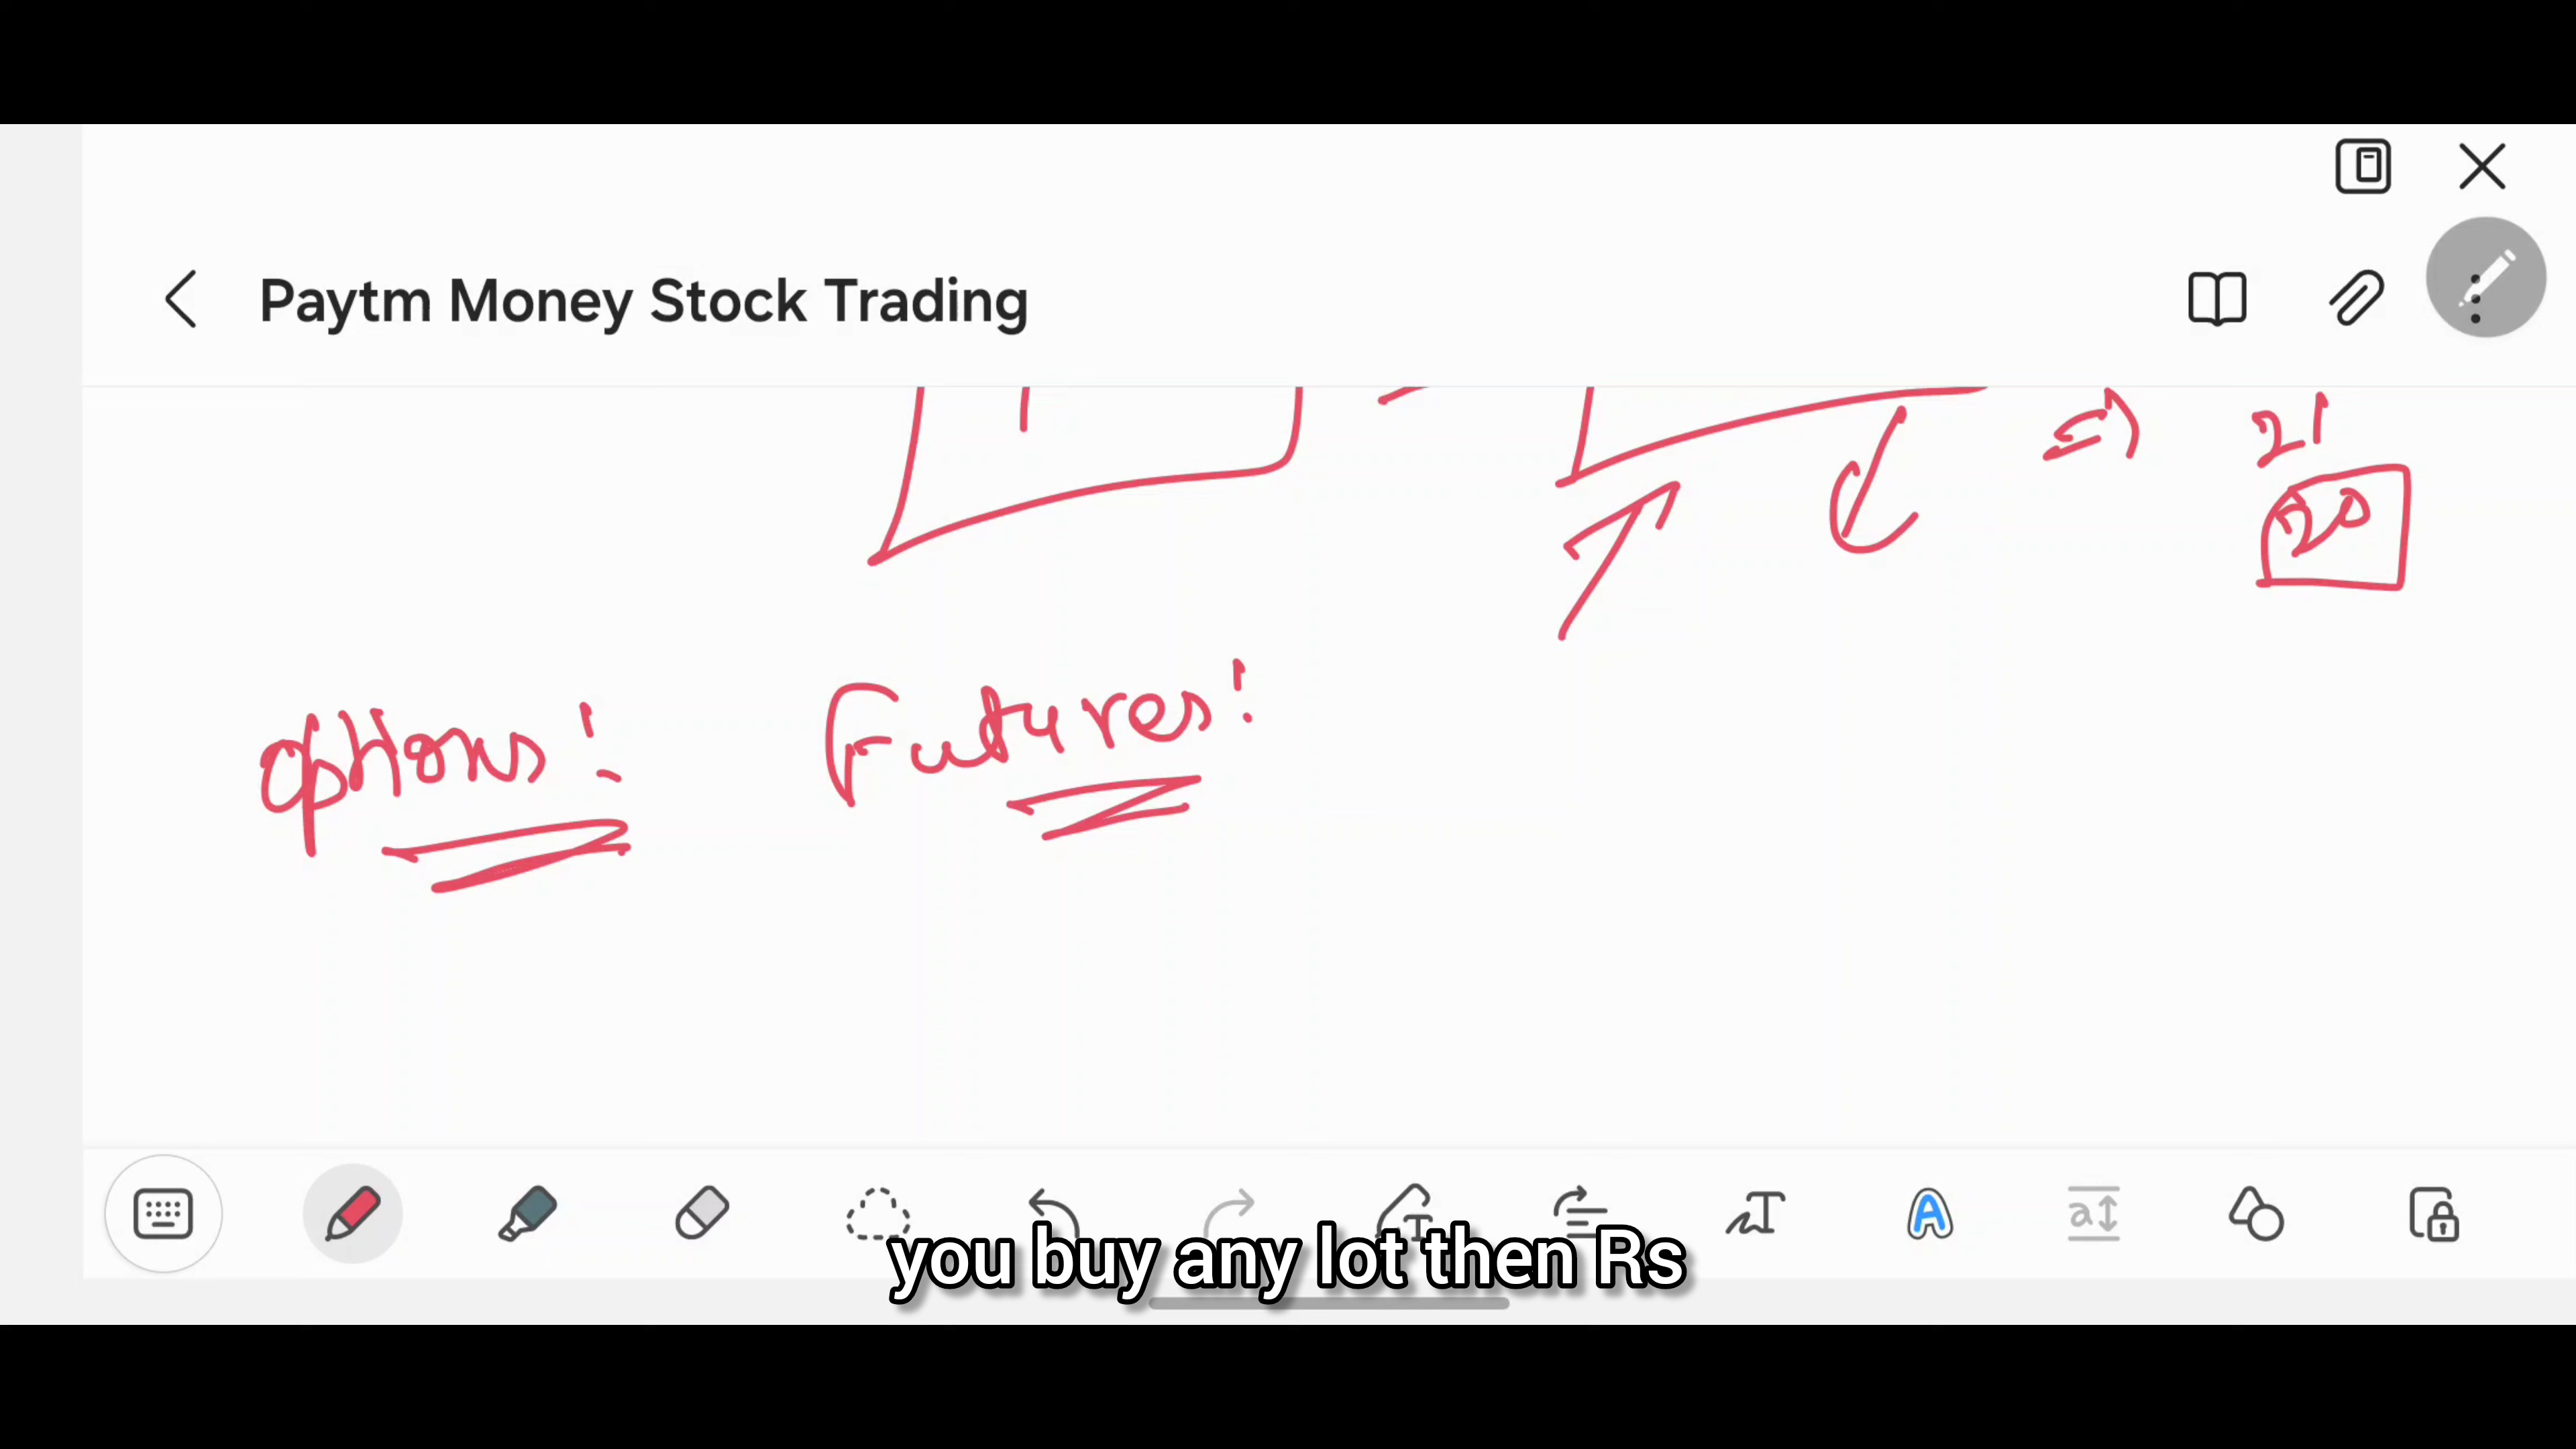 Paytm Money Stock Trading
21
20
Options:-
Futures:
you buy any lot then Rs